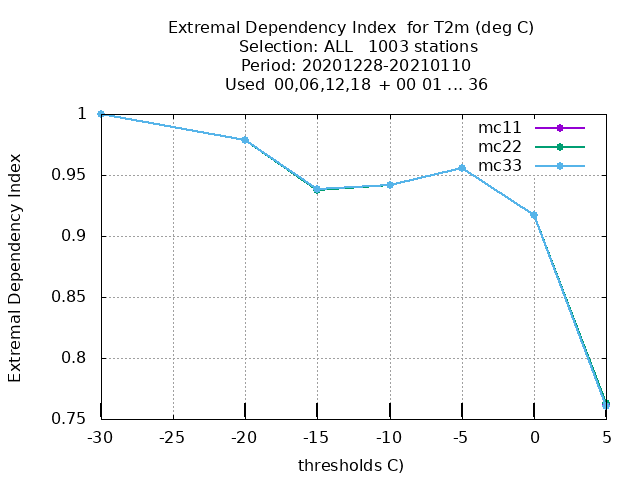 Extremal Dependency Index  for T2m (deg C)
Selection: ALL   1003 stations
Period: 20201228-20210110
Used  00,06,12,18  + 00 01 ... 36
mc11
mc22
mc33
Extremal Dependency Index
1
0.95
0.9
0.85
0.8
0.75
-30 -25 -20 -15 -10 -5 0 5
thresholds C)